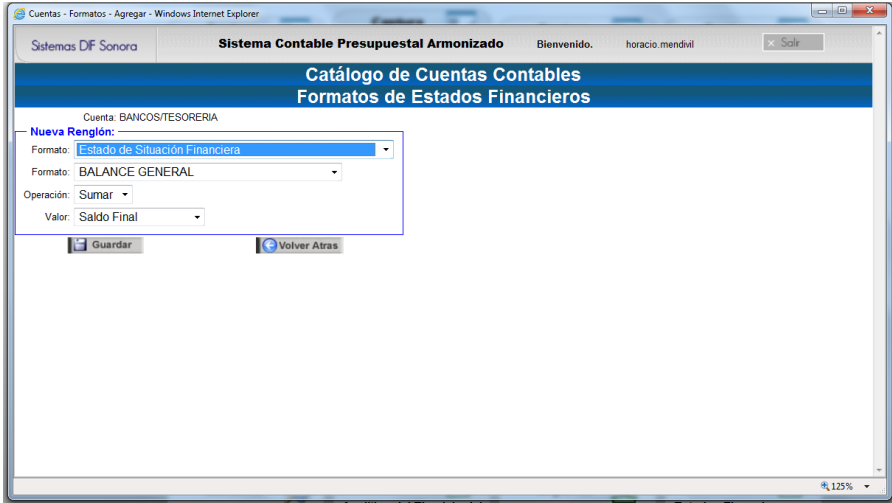 Cuentas - Formatos - Agregar - Windows Internet Explorer
Sistemas DIF Sonora
Sistema Contable Presupuestal Armonizado
Bienvenido.
horacio.mendivil
x Salir
Catálogo de Cuentas Contables
Formatos de Estados Financieros
Cuenta: BANCOS/TESORERIA
Nueva Renglón:
Formato: Estado de Situación Financiera
Formato: BALANCE GENERAL
Operación: Sumar
Valor: Saldo Final
Guardar
Volver Atras
125%